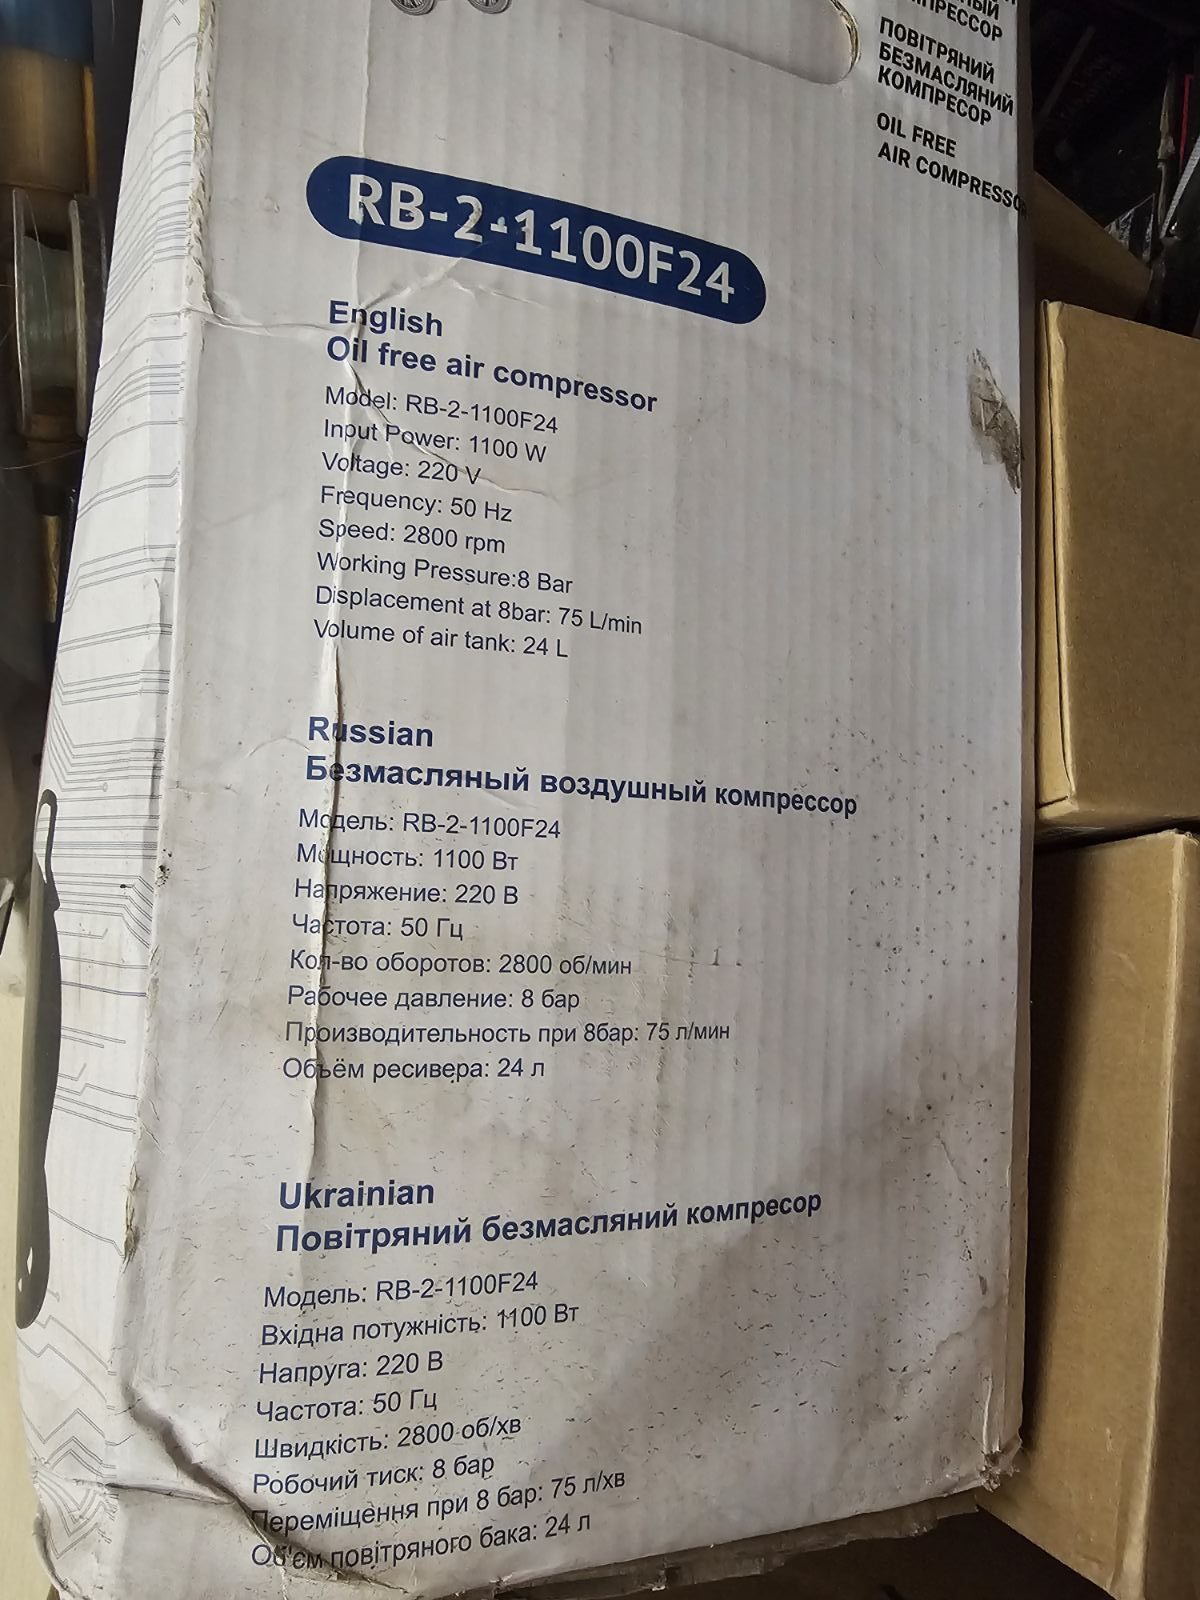 ПОВІТРЯНИЙ
БЕЗМАСЛЯНИЙ
КОМПРЕСОР
OIL FREE
AIR COMPRESSOR
RB-2-1100F24
English
Oil free air compressor
Model: RB-2-1100F24
Input Power: 1100 W
Voltage: 220 V
Frequency: 50 Hz
Speed: 2800 rpm
Working Pressure:8 Bar
Displacement at 8bar: 75 L/min
Volume of air tank: 24 L
Russian
Безмасляный воздушный компрессор
Модель: RB-2-1100F24
Мощность: 1100 Вт
Напряжение: 220 В
Частота: 50 Гц
Кол-во оборотов: 2800 об/мин
Рабочее давление: 8 бар
Производительность при 8бар: 75 л/мин
Объём ресивера: 24 л
Ukrainian
Повітряний безмасляний компресор
Модель: RB-2-1100F24
Вхідна потужність: 1100 Вт
Напруга: 220 В
Частота: 50 Гц
Швидкість: 2800 об/хв
Робочий тиск: 8 бар
Переміщення при 8 бар: 75 л/хв
Об'єм повітряного бака: 24 л